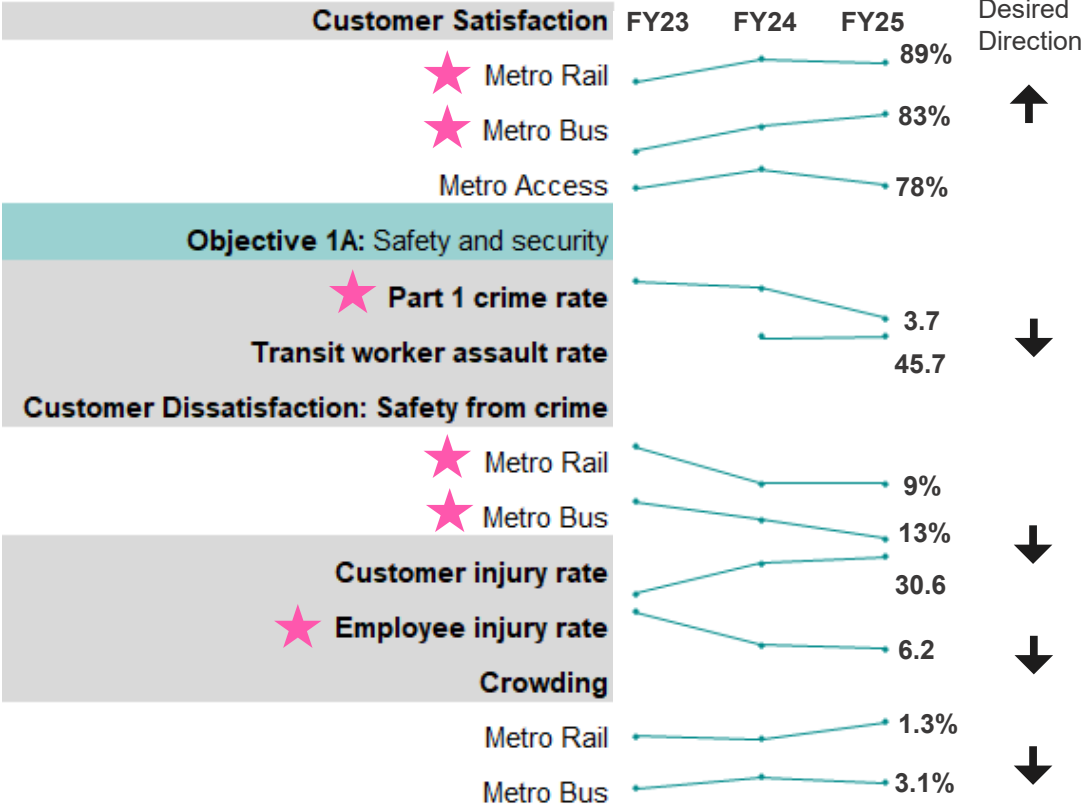 Customer Satisfaction FY23 FY24 FY25 Desired Direction
Metro Rail 89%
Metro Bus 83%
Metro Access 78%
Objective 1A: Safety and security
Part 1 crime rate 3.7
Transit worker assault rate 45.7
Customer Dissatisfaction: Safety from crime
Metro Rail 9%
Metro Bus 13%
Customer injury rate 30.6
Employee injury rate 6.2
Crowding
Metro Rail 1.3%
Metro Bus 3.1%